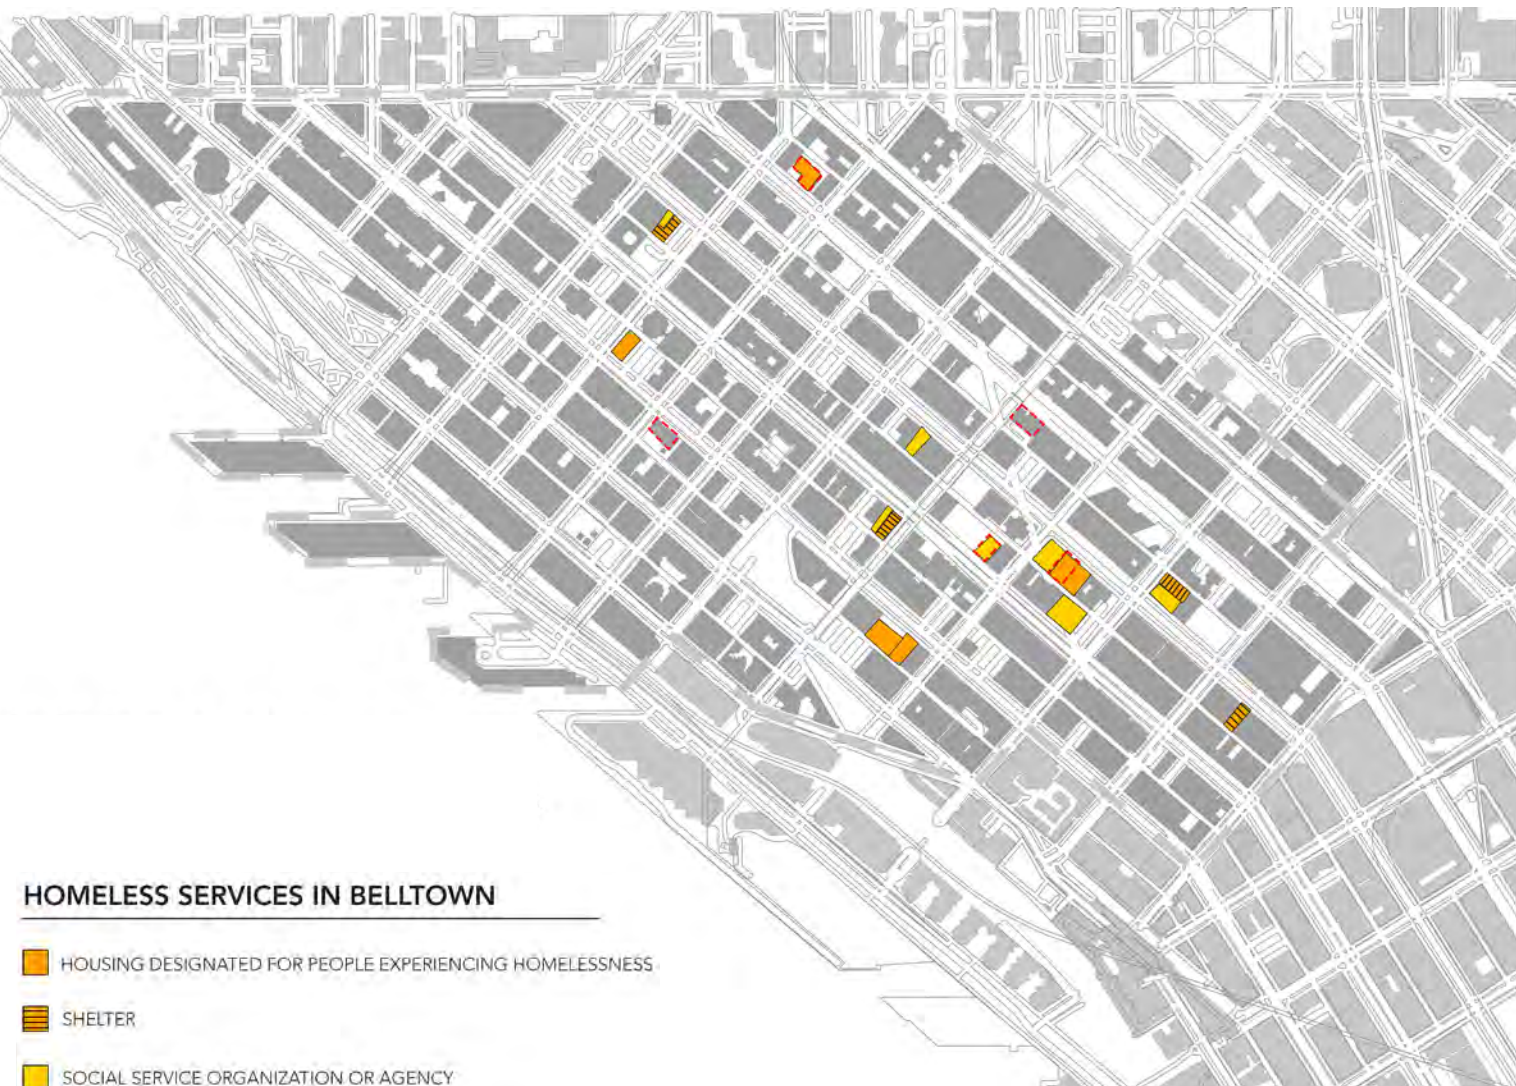 HOMELESS SERVICES IN BELLTOWN
HOUSING DESIGNATED FOR PEOPLE EXPERIENCING HOMELESSNESS
SHELTER
SOCIAL SERVICE ORGANIZATION OR AGENCY